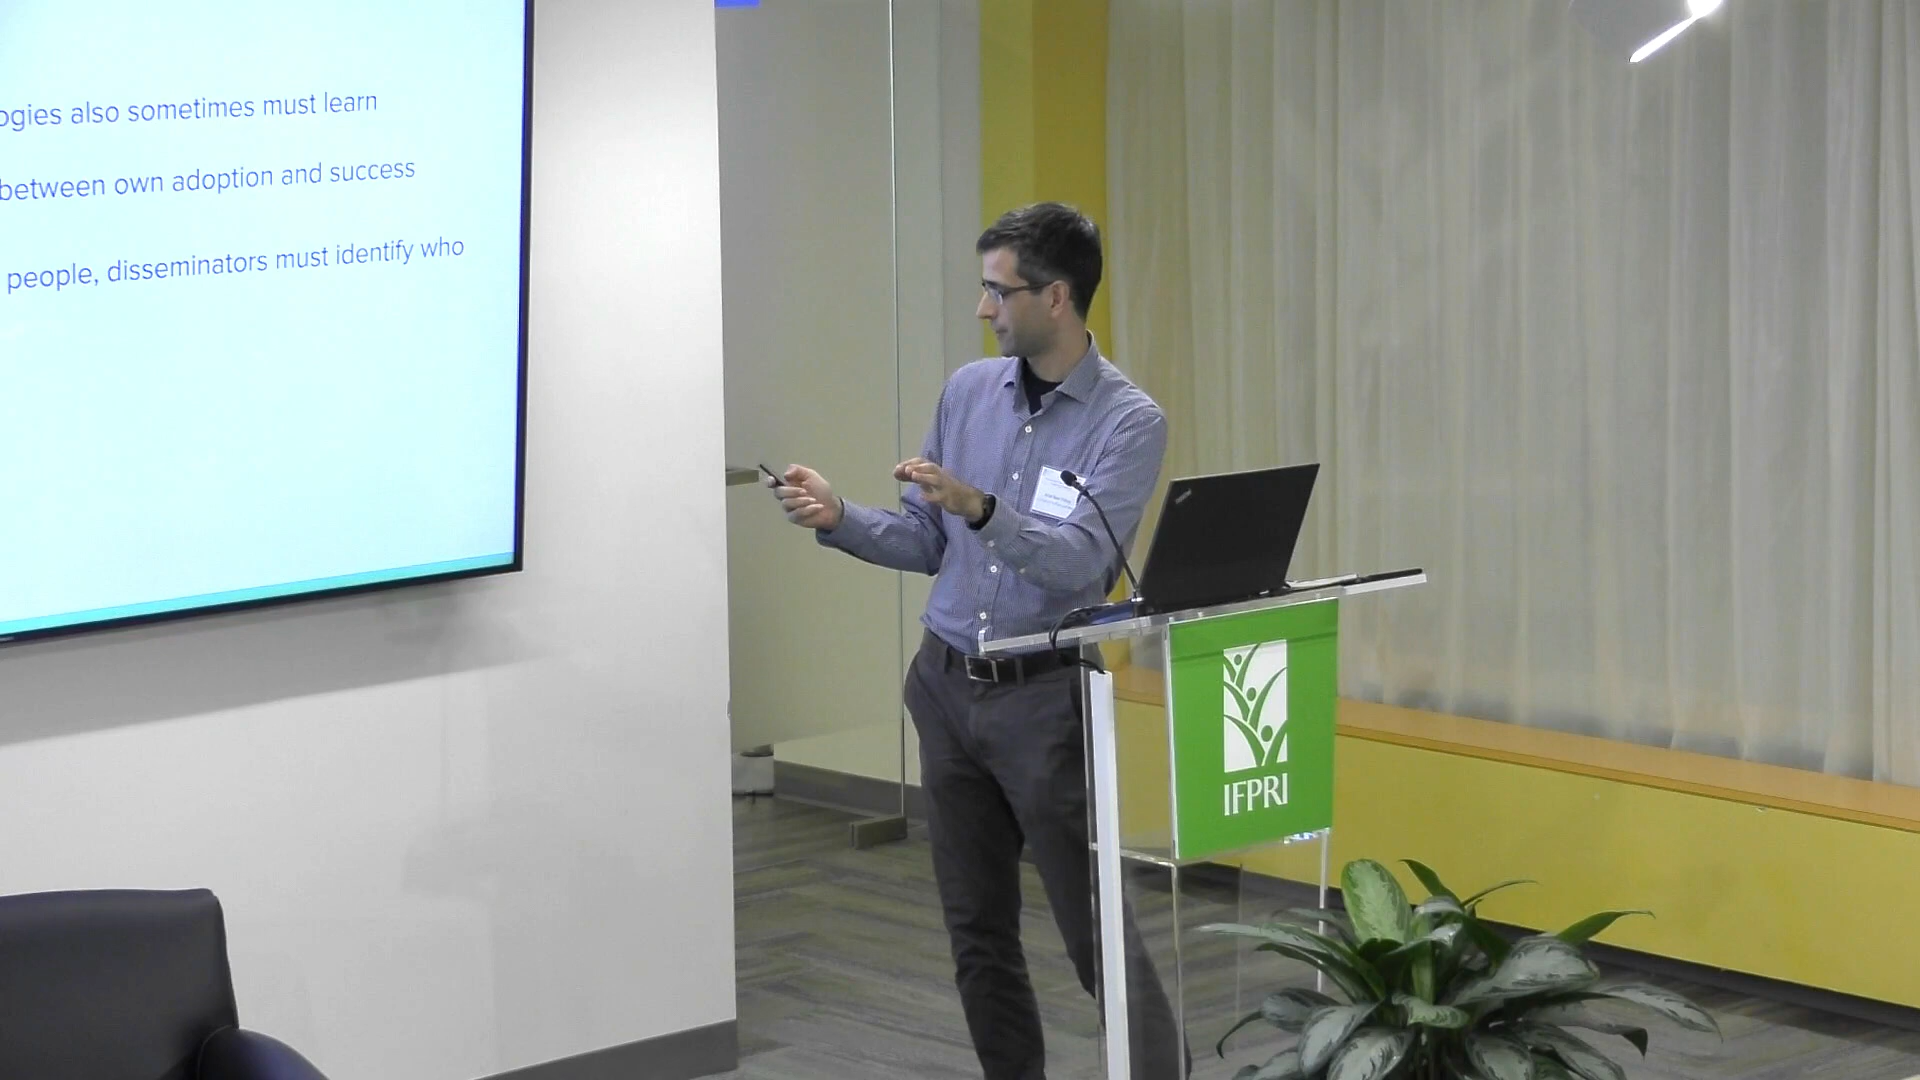 ogies also sometimes must learn
between own adoption and success
people, disseminators must identify who
IFPRI